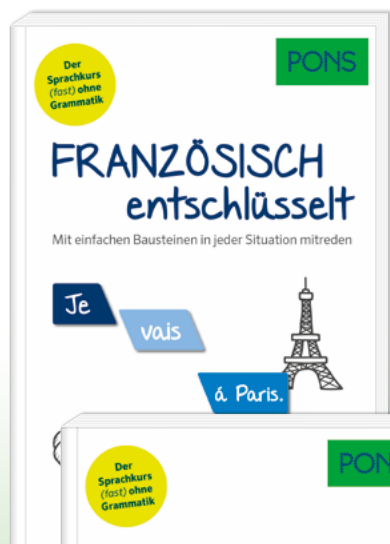 Der
Sprachkurs
(fast) ohne
Grammatik
PONS
FRANZÖSISCH
entschlüsselt
Mit einfachen Bausteinen in jeder Situation mitreden
Je
vais
á Paris.
Der
Sprachkurs
(fast) ohne
Grammatik
PON